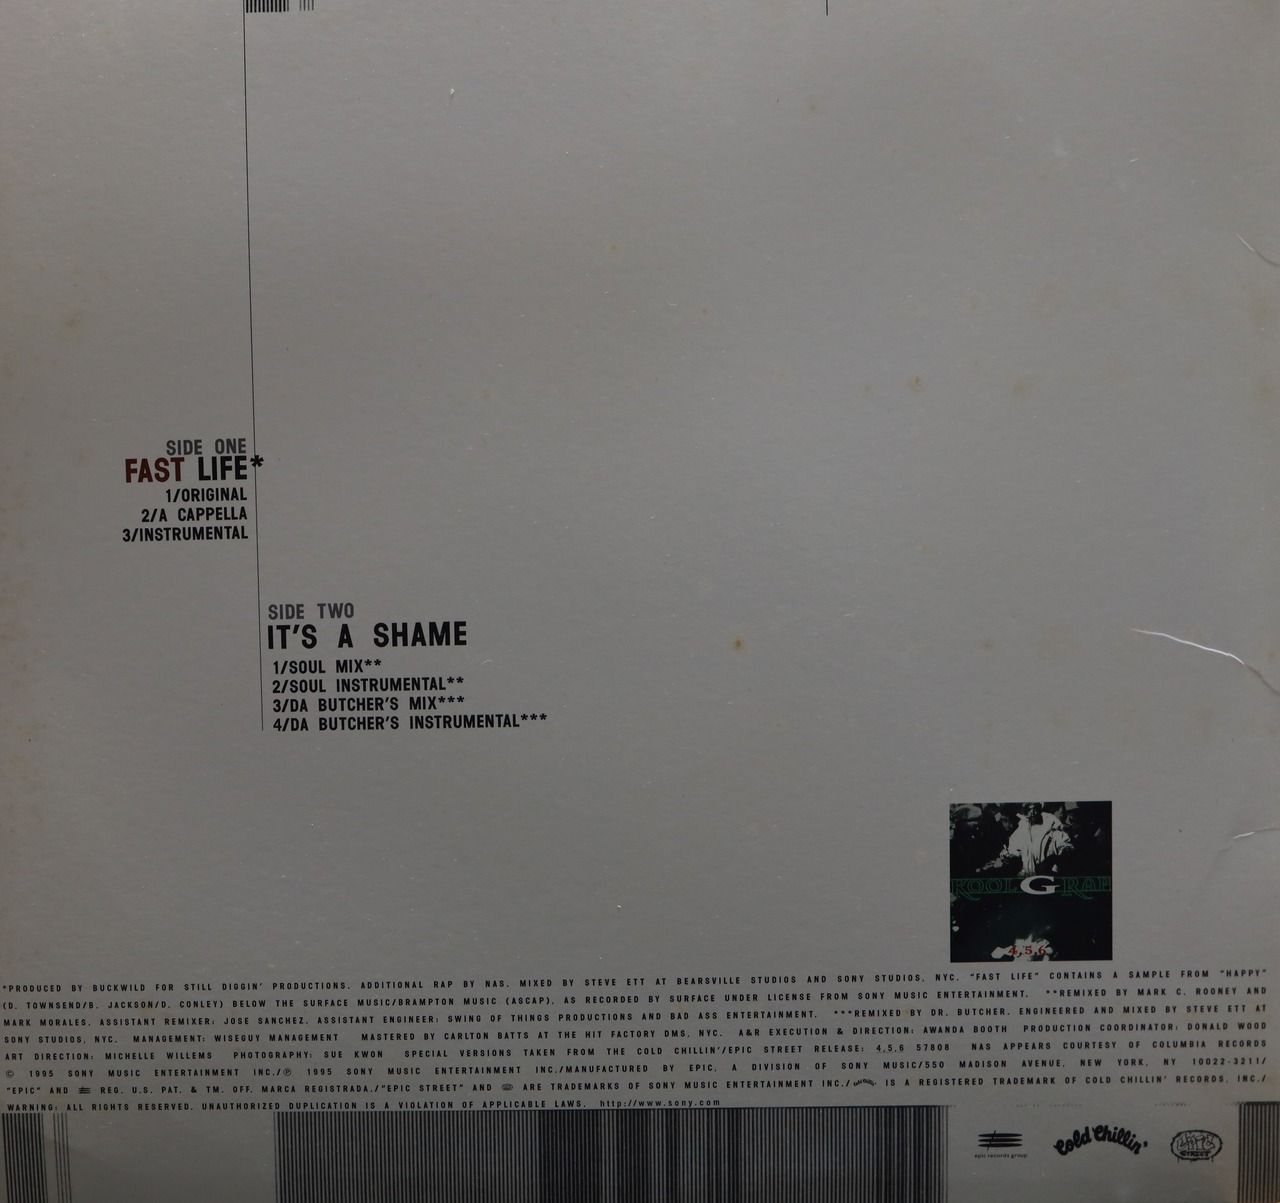 SIDE ONE
FAST LIFE*
1/ORIGINAL
2/A CAPPELLA
3/INSTRUMENTAL
SIDE TWO
IT'S A SHAME
1/SOUL MIX**
2/SOUL INSTRUMENTAL**
3/DA BUTCHER'S MIX***
4/DA BUTCHER'S INSTRUMENTAL***
KOOL G RAP
4,5,6
*PRODUCED BY BUCKWILD FOR STILL DIGGIN' PRODUCTIONS. ADDITIONAL RAP BY NAS. MIXED BY STEVE ETT AT BEARSVILLE STUDIOS AND SONY STUDIOS, NYC. "FAST LIFE" CONTAINS A SAMPLE FROM "HAPPY"
(D. TOWNSEND/B. JACKSON/D. CONLEY) BELOW THE SURFACE MUSIC/BRAMPTON MUSIC (ASCAP). AS RECORDED BY SURFACE UNDER LICENSE FROM SONY MUSIC ENTERTAINMENT. **REMIXED BY MARK C. ROONEY AND
MARK MORALES. ASSISTANT REMIXER: JOSE SANCHEZ. ASSISTANT ENGINEER: SWING OF THINGS PRODUCTIONS AND BAD ASS ENTERTAINMENT. ***REMIXED BY DR. BUTCHER. ENGINEERED AND MIXED BY STEVE ETT AT
SONY STUDIOS, NYC. MANAGEMENT: WISEGUY MANAGEMENT MASTERED BY CARLTON BATTS AT THE HIT FACTORY DMS, NYC. A&R EXECUTION & DIRECTION: AWANDA BOOTH PRODUCTION COORDINATOR: DONALD WOOD
ART DIRECTION: MICHELLE WILLEMS PHOTOGRAPHY: SUE KWON SPECIAL VERSIONS TAKEN FROM THE COLD CHILLIN'/EPIC STREET RELEASE: 4,5,6 57808 NAS APPEARS COURTESY OF COLUMBIA RECORDS
© 1995 SONY MUSIC ENTERTAINMENT INC./℗ 1995 SONY MUSIC ENTERTAINMENT INC./MANUFACTURED BY EPIC, A DIVISION OF SONY MUSIC/550 MADISON AVENUE, NEW YORK, NY 10022-3211/
"EPIC" AND REG. U.S. PAT. & TM. OFF. MARCA REGISTRADA./"EPIC STREET" AND ARE TRADEMARKS OF SONY MUSIC ENTERTAINMENT INC./ IS A REGISTERED TRADEMARK OF COLD CHILLIN' RECORDS, INC./
WARNING: ALL RIGHTS RESERVED. UNAUTHORIZED DUPLICATION IS A VIOLATION OF APPLICABLE LAWS. http://www.sony.com
epic records group
Cold Chillin'
EPIC STREET